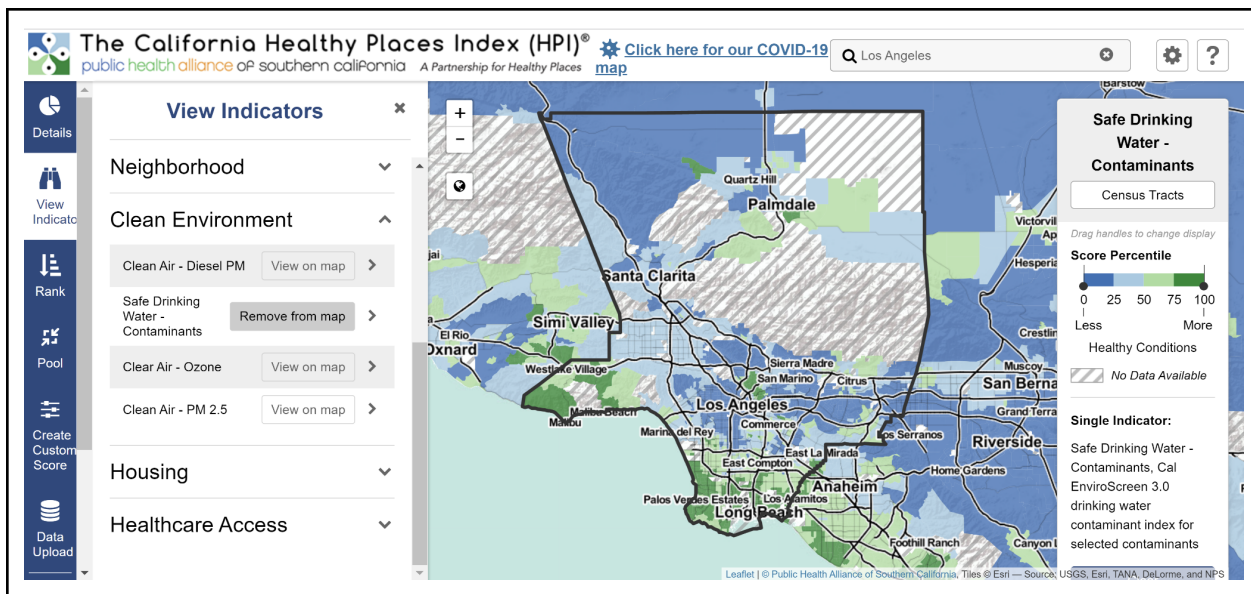 The California Healthy Places Index (HPI)®
public health alliance of southern california A Partnership for Healthy Places
Click here for our COVID-19
map
Los Angeles
?
Details
View
Indicato
Rank
Pool
Create
Custom
Score
Data
Upload
View Indicators
Neighborhood
Clean Environment
Clean Air - Diesel PM View on map
Safe Drinking
Water -
Contaminants
Remove from map
Clear Air - Ozone View on map
Clean Air - PM 2.5 View on map
Housing
Healthcare Access
+
−
Barstow
Quartz Hill
Palmdale
Victorvil
Ap
jai
Santa Clarita
Hesperia
Simi Valley
El Rio
Oxnard
Crestlin
Westlake Village
Sierra Madre
San Marino
Citrus
Muscoy
San Berna
Malibu Beach
Malibu
Los Angeles
Grand Terra
Marina del Rey
Commerce
Los Serranos
Riverside
East La Mirada
East Compton
Home Gardens
Anaheim
Palos Verdes Estates
Los Alamitos
Long Beach
Foothill Ranch
Canyon L
Safe Drinking
Water -
Contaminants
Census Tracts
Drag handles to change display
Score Percentile
0 25 50 75 100
Less More
Healthy Conditions
No Data Available
Single Indicator:
Safe Drinking Water -
Contaminants, Cal
EnviroScreen 3.0
drinking water
contaminant index for
selected contaminants
Leaflet | © Public Health Alliance of Southern California, Tiles © Esri — Source: USGS, Esri, TANA, DeLorme, and NPS